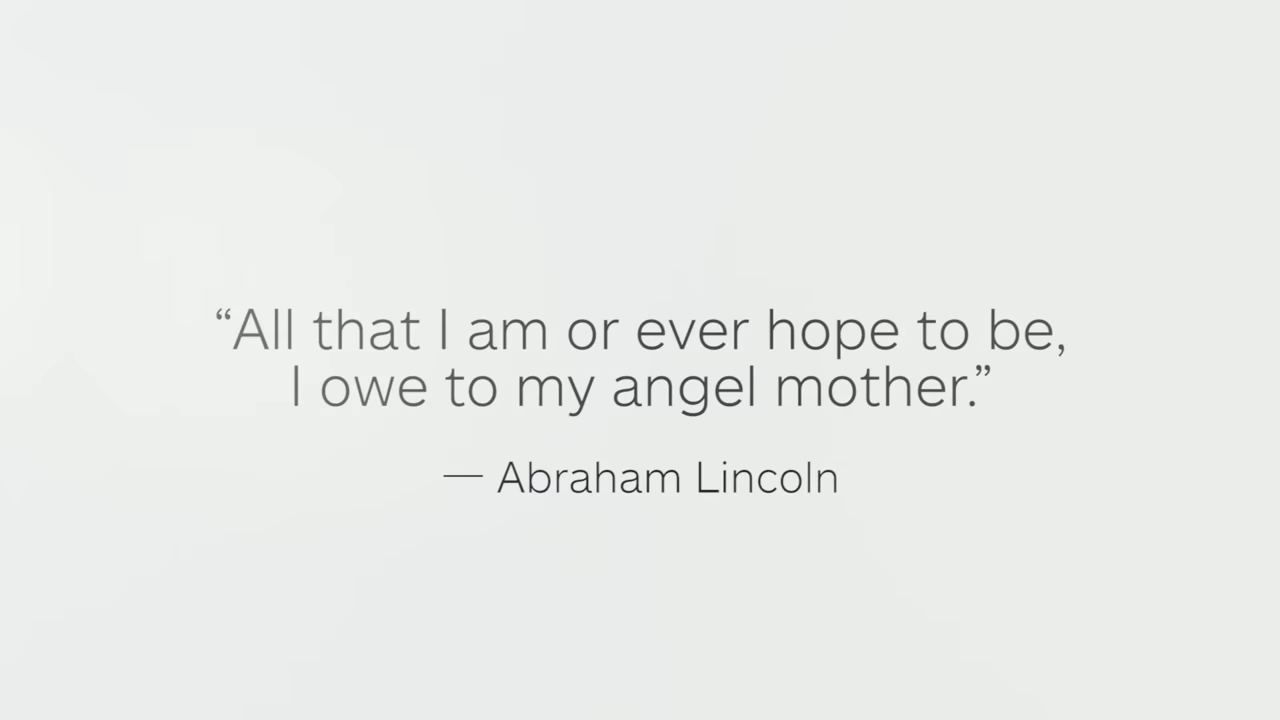 “All that I am or ever hope to be,
I owe to my angel mother.”
— Abraham Lincoln